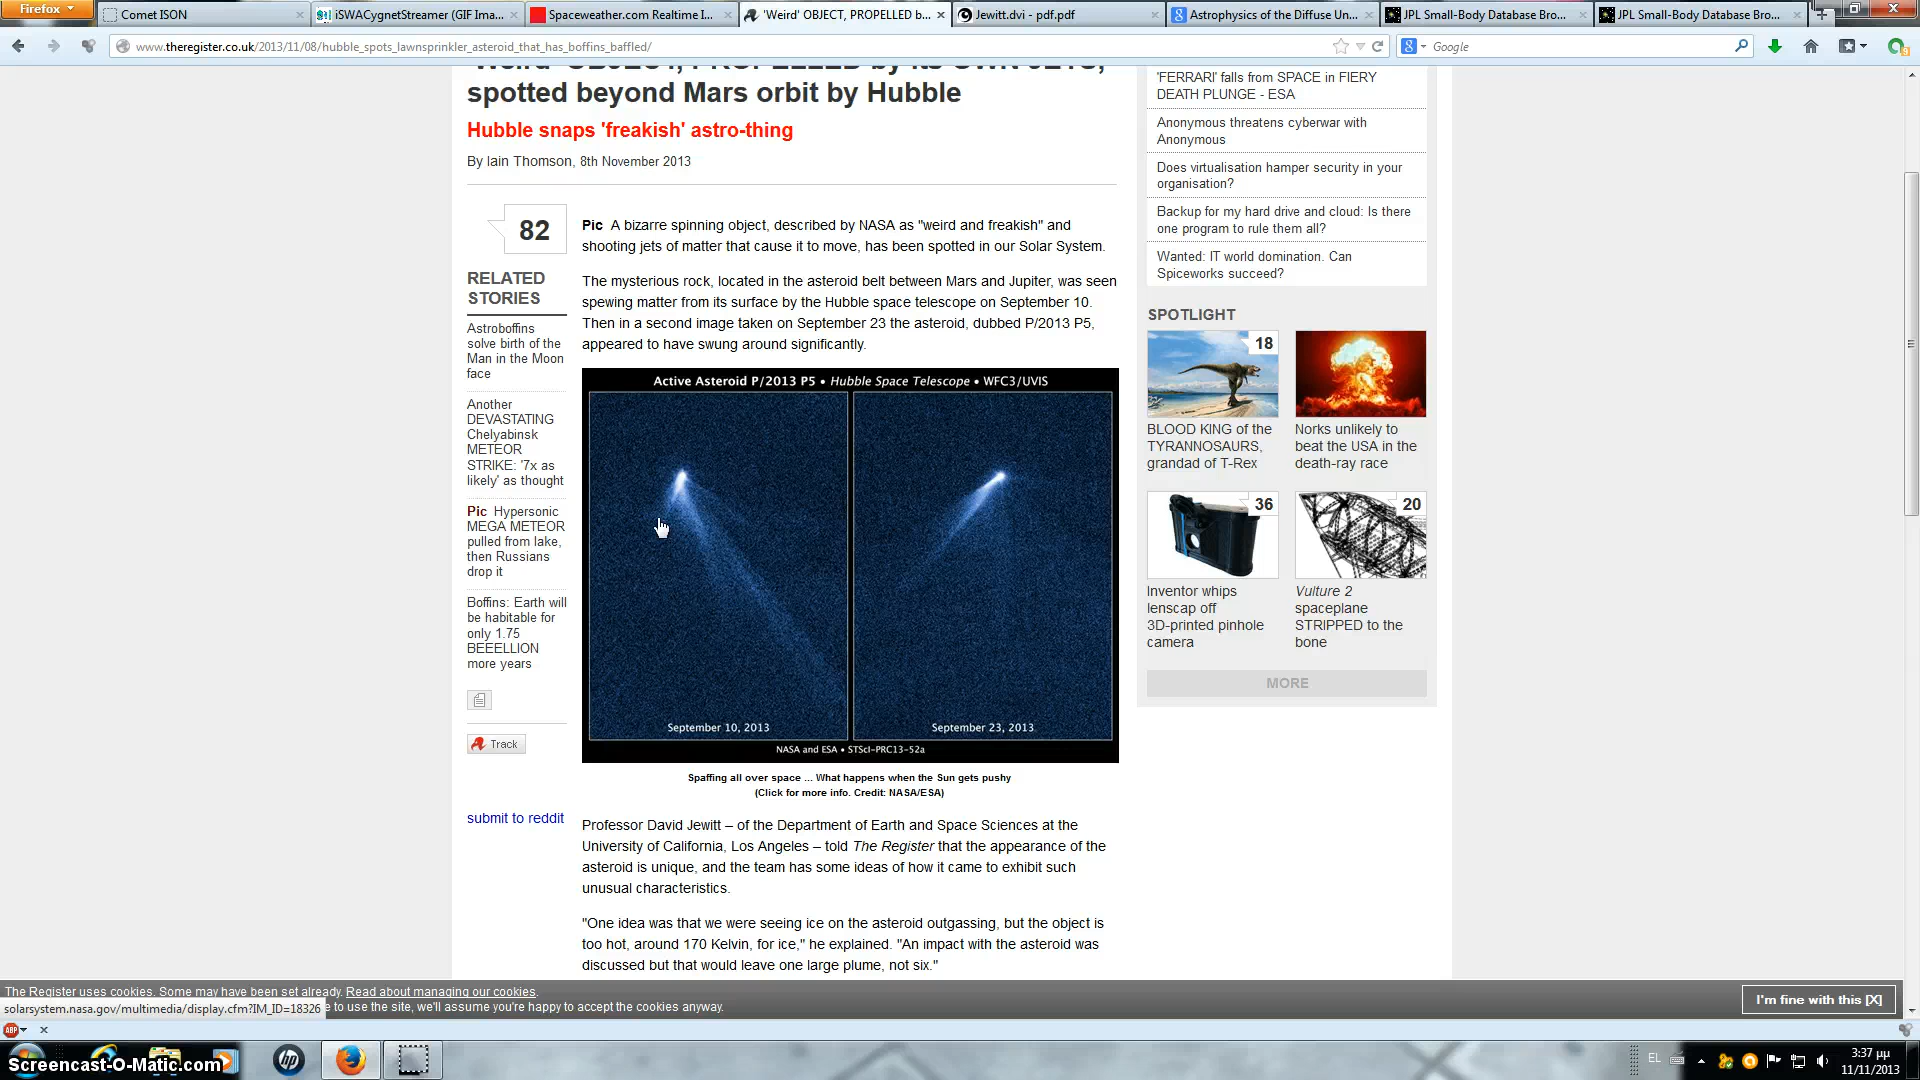 Firefox
Comet ISON
iSWACygnetStreamer (GIF Ima...
Spaceweather.com Realtime I...
'Weird' OBJECT, PROPELLED b...
Jewitt.dvi - pdf.pdf
Astrophysics of the Diffuse Un...
JPL Small-Body Database Bro...
JPL Small-Body Database Bro...
www.theregister.co.uk/2013/11/08/hubble_spots_lawnsprinkler_asteroid_that_has_boffins_baffled/
Google
'Weird' OBJECT, PROPELLED by its OWN JETS,
spotted beyond Mars orbit by Hubble
Hubble snaps 'freakish' astro-thing
By Iain Thomson, 8th November 2013
82
RELATED
STORIES
Astroboffins
solve birth of the
Man in the Moon
face
Another
DEVASTATING
Chelyabinsk
METEOR
STRIKE: '7x as
likely' as thought
Pic Hypersonic
MEGA METEOR
pulled from lake,
then Russians
drop it
Boffins: Earth will
be habitable for
only 1.75
BEEELLION
more years
Track
submit to reddit
Pic A bizarre spinning object, described by NASA as "weird and freakish" and
shooting jets of matter that cause it to move, has been spotted in our Solar System.
The mysterious rock, located in the asteroid belt between Mars and Jupiter, was seen
spewing matter from its surface by the Hubble space telescope on September 10.
Then in a second image taken on September 23 the asteroid, dubbed P/2013 P5,
appeared to have swung around significantly.
Active Asteroid P/2013 P5 • Hubble Space Telescope • WFC3/UVIS
September 10, 2013
September 23, 2013
NASA and ESA • STScI-PRC13-52a
Spaffing all over space ... What happens when the Sun gets pushy
(Click for more info. Credit: NASA/ESA)
Professor David Jewitt – of the Department of Earth and Space Sciences at the
University of California, Los Angeles – told The Register that the appearance of the
asteroid is unique, and the team has some ideas of how it came to exhibit such
unusual characteristics.
"One idea was that we were seeing ice on the asteroid outgassing, but the object is
too hot, around 170 Kelvin, for ice," he explained. "An impact with the asteroid was
discussed but that would leave one large plume, not six."
'FERRARI' falls from SPACE in FIERY
DEATH PLUNGE - ESA
Anonymous threatens cyberwar with
Anonymous
Does virtualisation hamper security in your
organisation?
Backup for my hard drive and cloud: Is there
one program to rule them all?
Wanted: IT world domination. Can
Spiceworks succeed?
SPOTLIGHT
18
BLOOD KING of the
TYRANNOSAURS,
grandad of T-Rex
Norks unlikely to
beat the USA in the
death-ray race
36
Inventor whips
lenscap off
3D-printed pinhole
camera
20
Vulture 2
spaceplane
STRIPPED to the
bone
MORE
The Register uses cookies. Some may have been set already. Read about managing our cookies.
e to use the site, we'll assume you're happy to accept the cookies anyway.
I'm fine with this [X]
solarsystem.nasa.gov/multimedia/display.cfm?IM_ID=18326
ABP
Screencast-O-Matic.com
hp
EL
3:37 μμ
11/11/2013